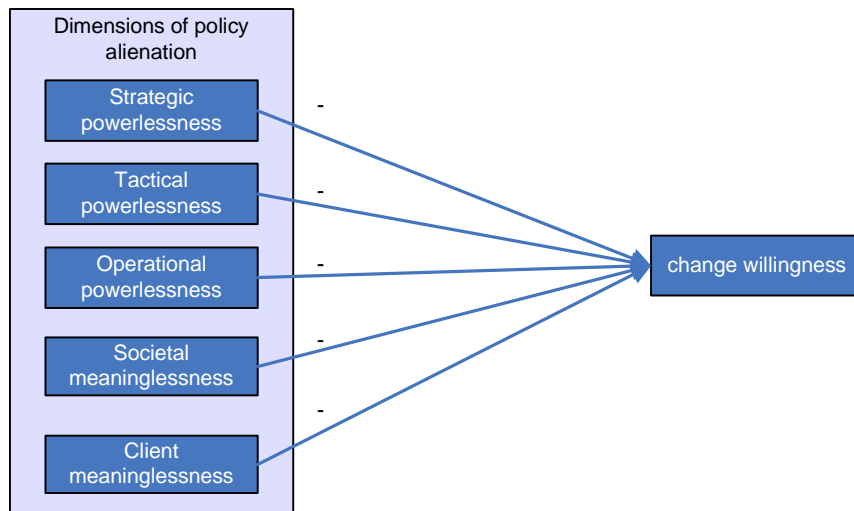 Dimensions of policy
alienation
Strategic
powerlessness
-
Tactical
powerlessness
-
Operational
powerlessness
-
change willingness
Societal
meaninglessness
-
Client
meaninglessness
-